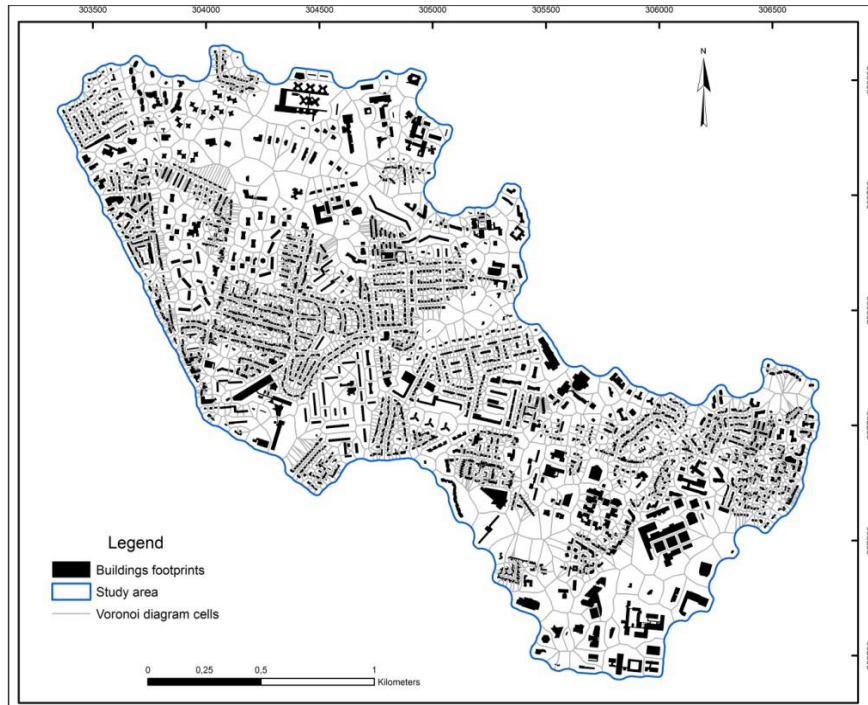 303500 304000 304500 305000 305500 306000 306500
N
Legend
Buildings footprints
Study area
Voronoi diagram cells
0 0,25 0,5 1
Kilometers